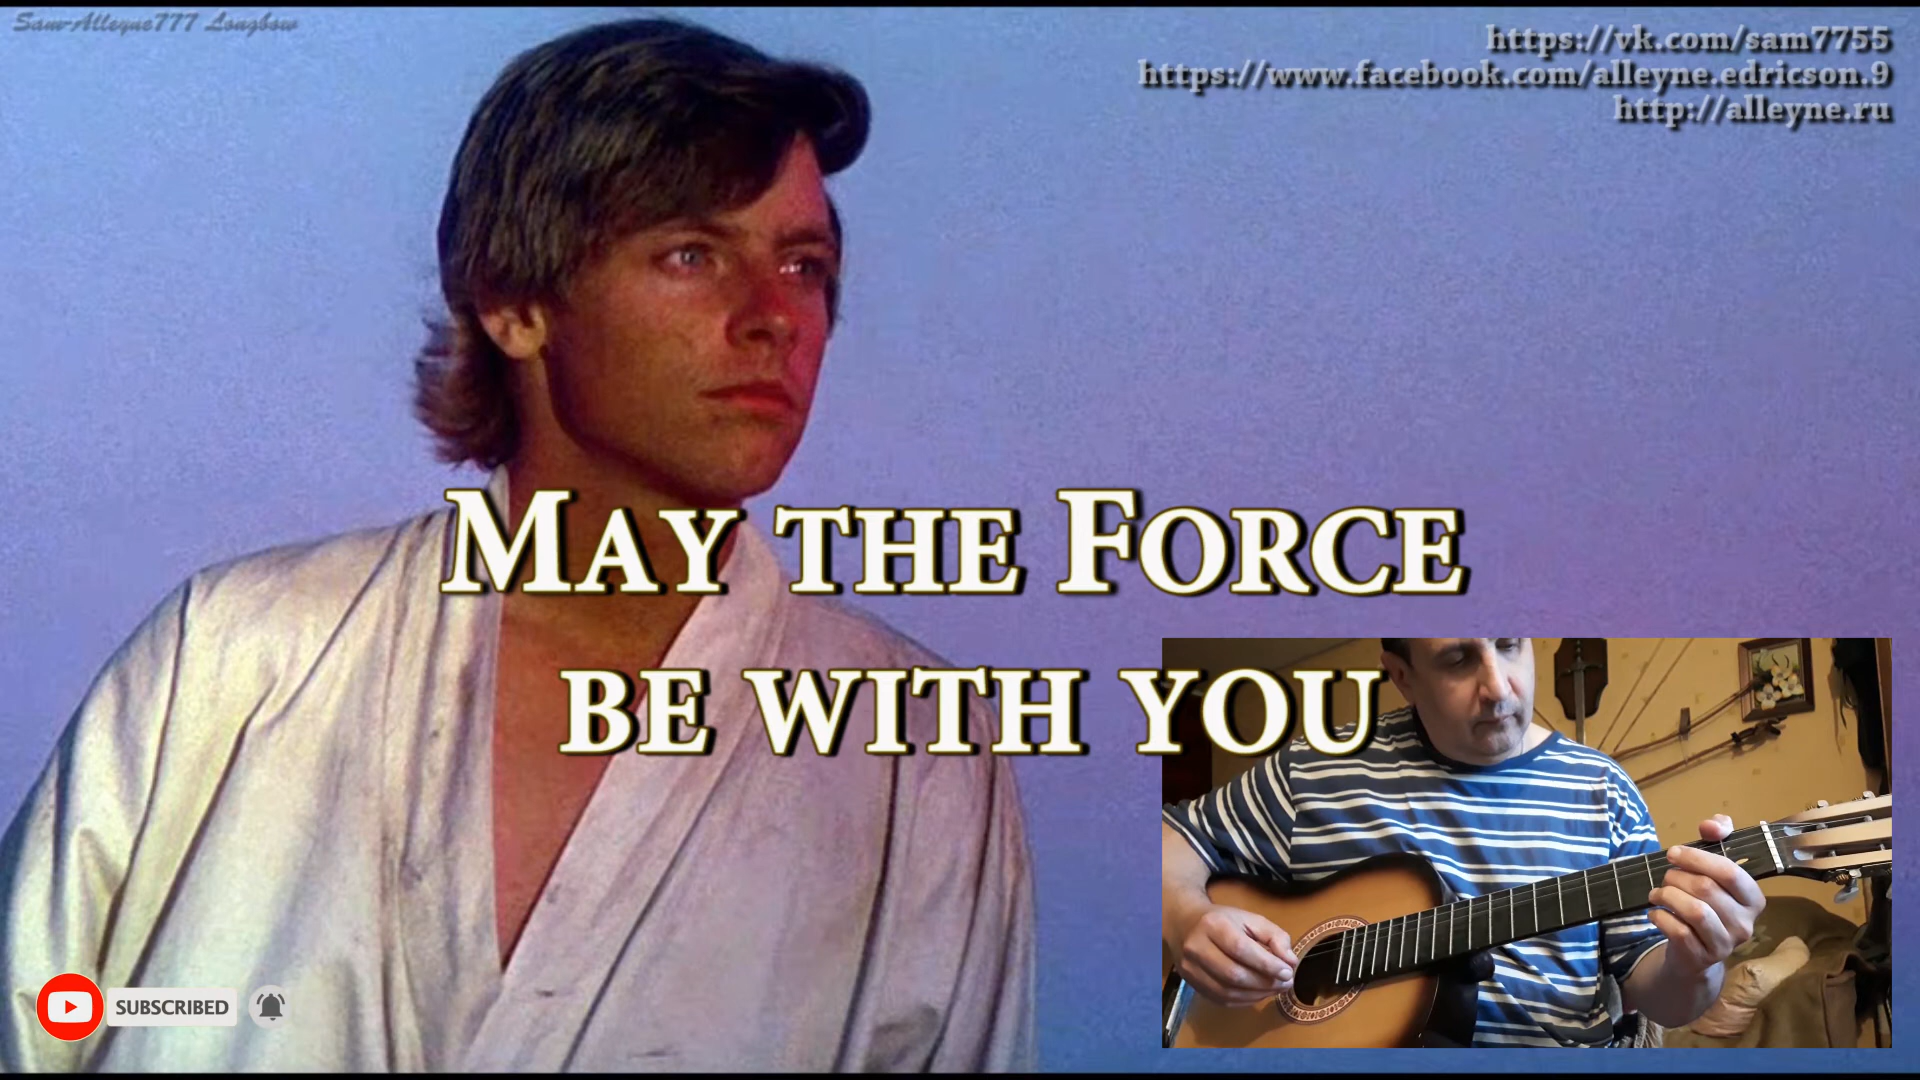 Sam-Alleyne777 Longbow
https://vk.com/sam7755
https://www.facebook.com/alleyne.edricson.9
http://alleyne.ru
MAY THE FORCE
BE WITH YOU
SUBSCRIBED